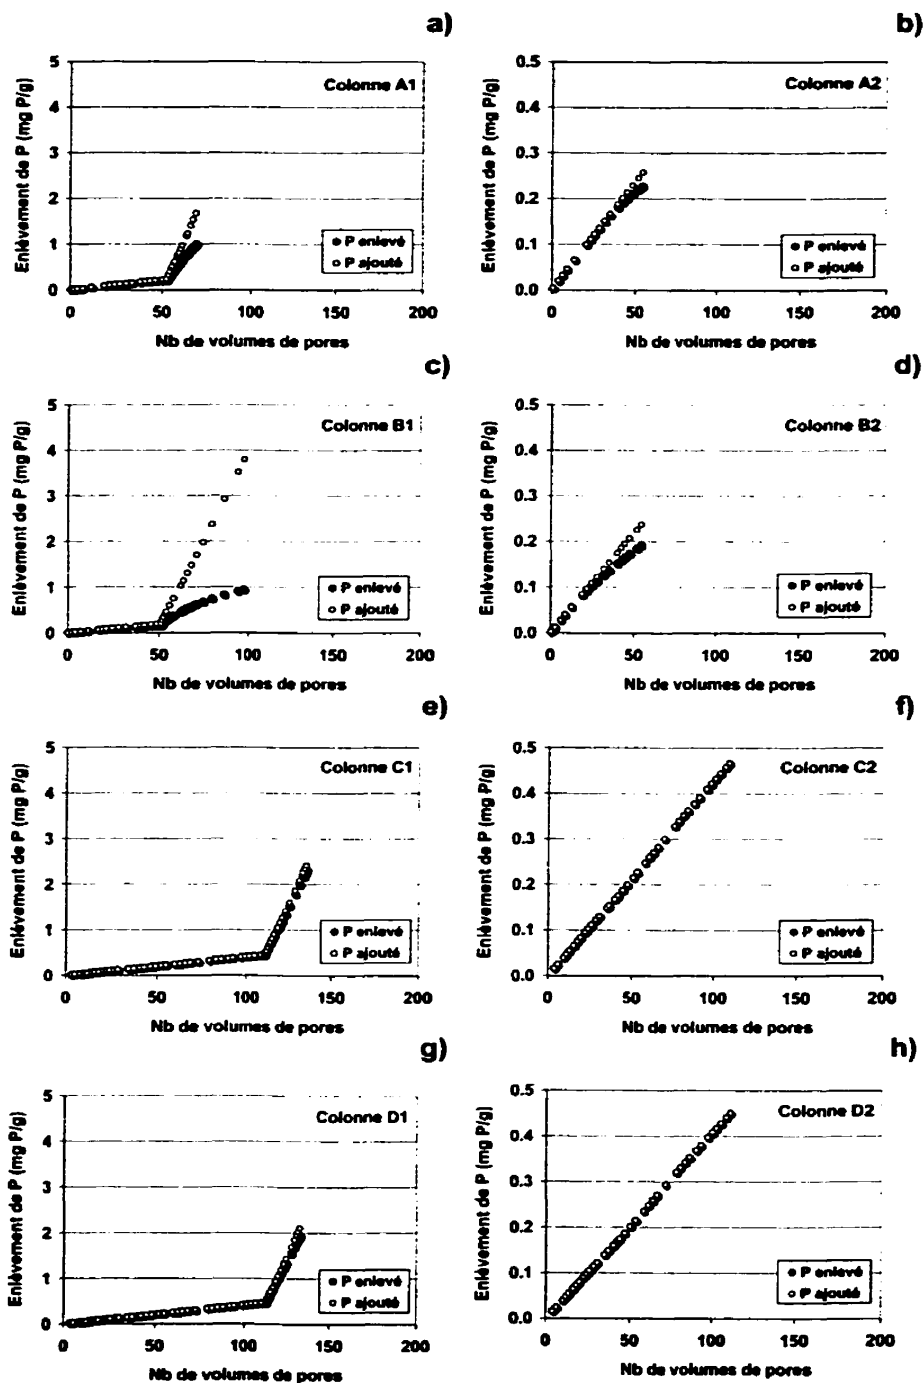 a)
Enlèvement de P (mg P/g)
5
4
3
2
1
0
Colonne A1
P enlevé
P ajouté
0 50 100 150 200
Nb de volumes de pores
b)
Enlèvement de P (mg P/g)
0.5
0.4
0.3
0.2
0.1
0.0
Colonne A2
P enlevé
P ajouté
0 50 100 150 200
Nb de volumes de pores
c)
Enlèvement de P (mg P/g)
5
4
3
2
1
0
Colonne B1
P enlevé
P ajouté
0 50 100 150 200
Nb de volumes de pores
d)
Enlèvement de P (mg P/g)
0.5
0.4
0.3
0.2
0.1
0.0
Colonne B2
P enlevé
P ajouté
0 50 100 150 200
Nb de volumes de pores
e)
Enlèvement de P (mg P/g)
5
4
3
2
1
0
Colonne C1
P enlevé
P ajouté
0 50 100 150 200
Nb de volumes de pores
f)
Enlèvement de P (mg P/g)
0.5
0.4
0.3
0.2
0.1
0.0
Colonne C2
P enlevé
P ajouté
0 50 100 150 200
Nb de volumes de pores
g)
Enlèvement de P (mg P/g)
5
4
3
2
1
0
Colonne D1
P enlevé
P ajouté
0 50 100 150 200
Nb de volumes de pores
h)
Enlèvement de P (mg P/g)
0.5
0.4
0.3
0.2
0.1
0.0
Colonne D2
P enlevé
P ajouté
0 50 100 150 200
Nb de volumes de pores